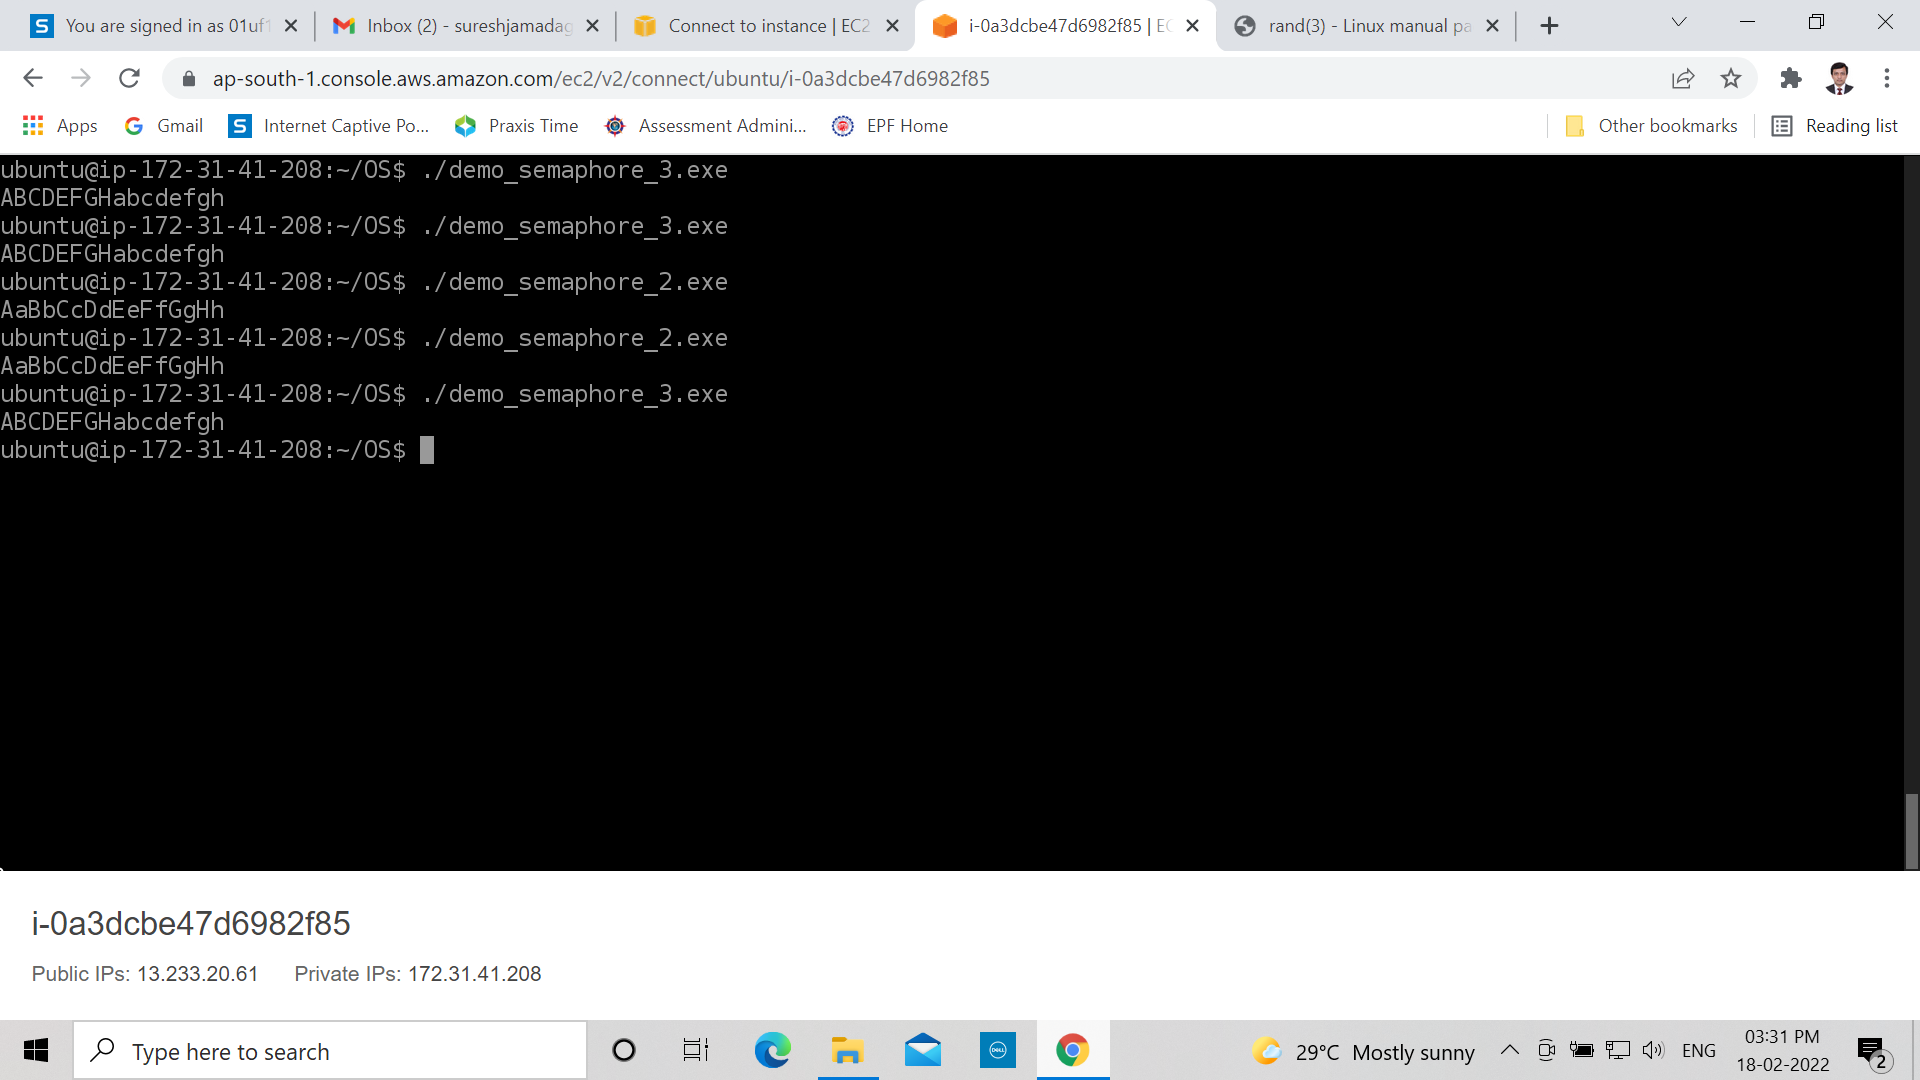 You are signed in as 01uf1
Inbox (2) - sureshjamadag
Connect to instance | EC2
i-0a3dcbe47d6982f85 | EC
rand(3) - Linux manual pa
ap-south-1.console.aws.amazon.com/ec2/v2/connect/ubuntu/i-0a3dcbe47d6982f85
Apps Gmail Internet Captive Po... Praxis Time Assessment Admini... EPF Home Other bookmarks Reading list
ubuntu@ip-172-31-41-208:~/OS$ ./demo_semaphore_3.exe
ABCDEFGHabcdefgh
ubuntu@ip-172-31-41-208:~/OS$ ./demo_semaphore_3.exe
ABCDEFGHabcdefgh
ubuntu@ip-172-31-41-208:~/OS$ ./demo_semaphore_2.exe
AaBbCcDdEeFfGgHh
ubuntu@ip-172-31-41-208:~/OS$ ./demo_semaphore_2.exe
AaBbCcDdEeFfGgHh
ubuntu@ip-172-31-41-208:~/OS$ ./demo_semaphore_3.exe
ABCDEFGHabcdefgh
ubuntu@ip-172-31-41-208:~/OS$
i-0a3dcbe47d6982f85
Public IPs: 13.233.20.61 Private IPs: 172.31.41.208
Type here to search
DELL
29°C Mostly sunny
ENG
03:31 PM
18-02-2022
2